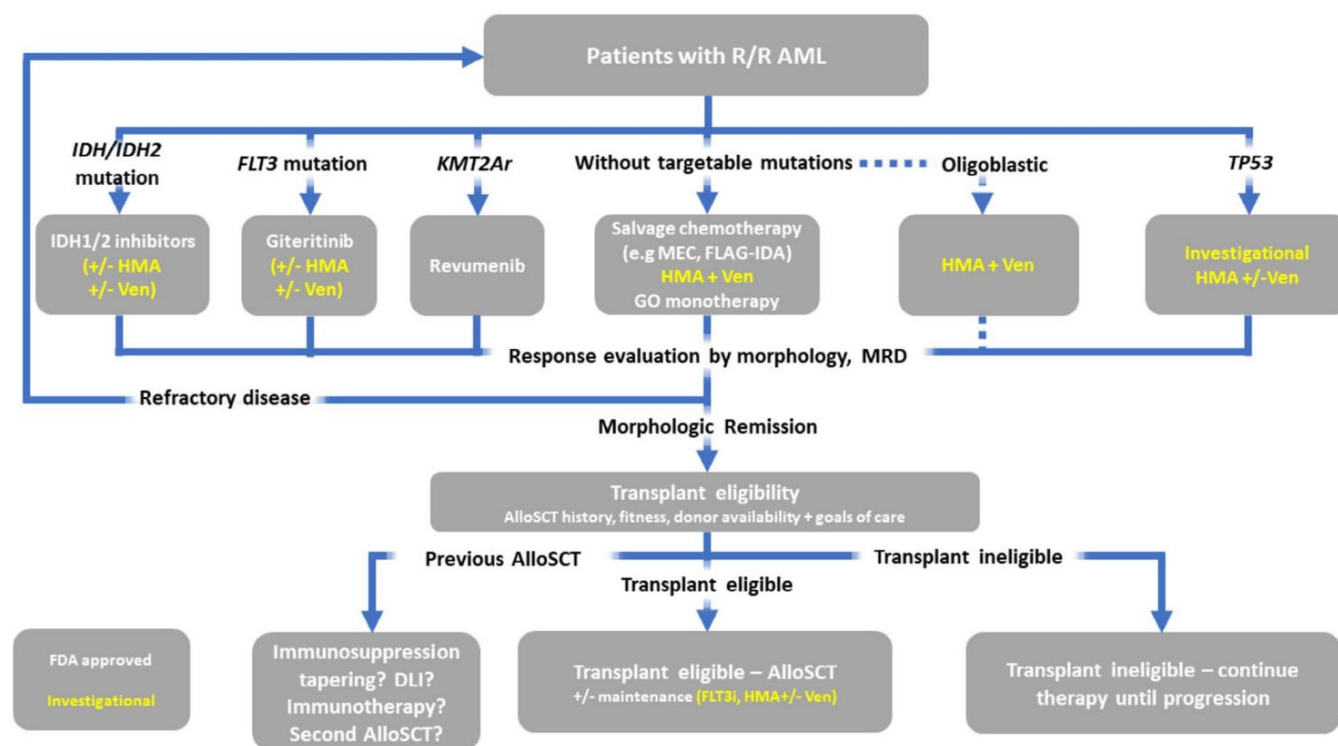 Patients with R/R AML
IDH/IDH2
mutation
FLT3 mutation
KMT2Ar
Without targetable mutations
Oligoblastic
TP53
IDH1/2 inhibitors
(+/- HMA
+/- Ven)
Giteritinib
(+/- HMA
+/- Ven)
Revumenib
Salvage chemotherapy
(e.g MEC, FLAG-IDA)
HMA + Ven
GO monotherapy
HMA + Ven
Investigational
HMA +/-Ven
Response evaluation by morphology, MRD
Refractory disease
Morphologic Remission
Transplant eligibility
AlloSCT history, fitness, donor availability + goals of care
Previous AlloSCT
Transplant eligible
Transplant ineligible
FDA approved
Investigational
Immunosuppression
tapering? DLI?
Immunotherapy?
Second AlloSCT?
Transplant eligible – AlloSCT
+/- maintenance (FLT3i, HMA+/- Ven)
Transplant ineligible – continue
therapy until progression